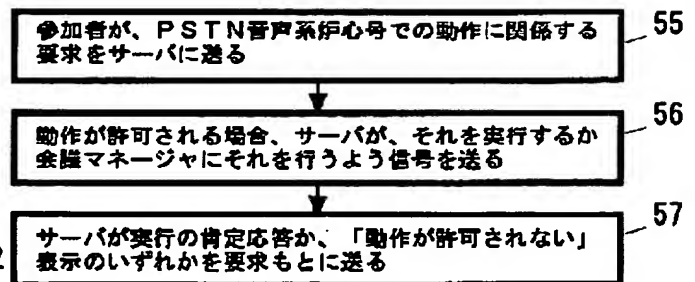 参加者が、PSTN音声系の信号での動作に関係する
要求をサーバに送る
55
動作が許可される場合、サーバが、それを実行するか
会議マネージャにそれを行うよう信号を送る
56
サーバが実行の肯定応答か、「動作が許可されない」
表示のいずれかを要求もとに送る
57
2